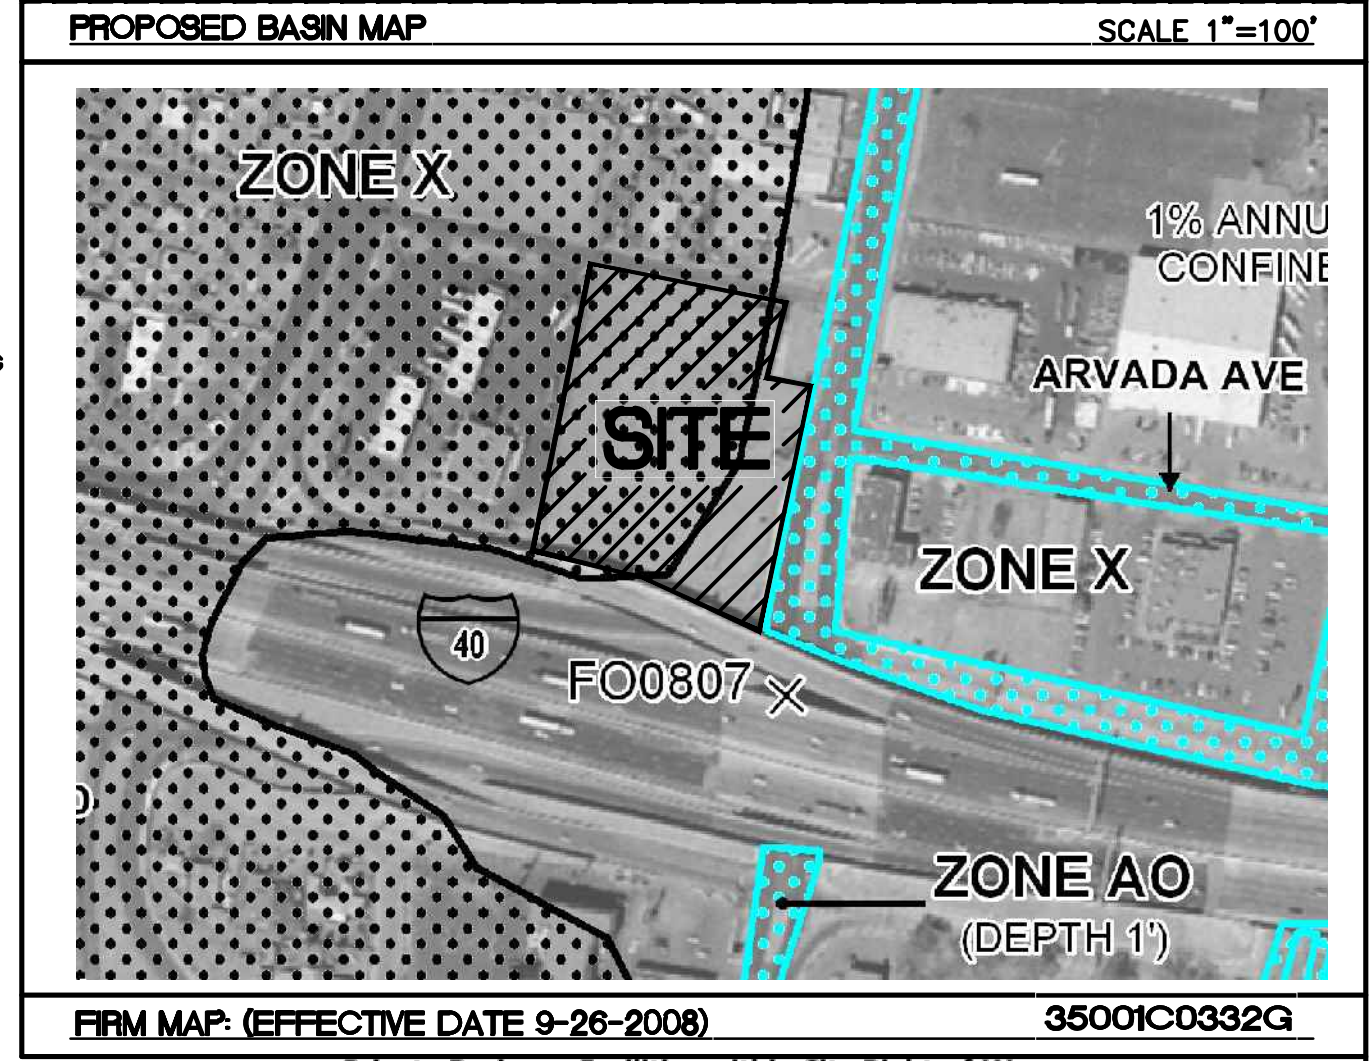 PROPOSED BASIN MAP
SCALE 1"=100'
ZONE X
1% ANNU
CONFINE
ARVADA AVE
SITE
ZONE X
40
FO0807
ZONE AO
(DEPTH 1')
FIRM MAP: (EFFECTIVE DATE 9-26-2008)
35001C0332G